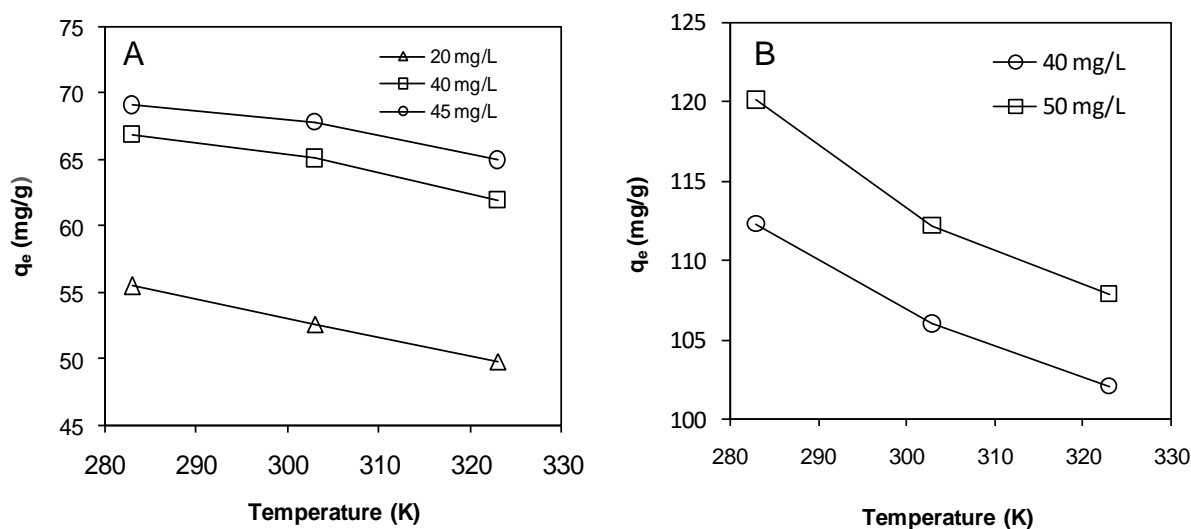 A
20 mg/L
40 mg/L
45 mg/L
75
70
65
60
55
50
45
280 290 300 310 320 330
qₑ (mg/g)
Temperature (K)
B
40 mg/L
50 mg/L
125
120
115
110
105
100
280 290 300 310 320 330
qₑ (mg/g)
Temperature (K)